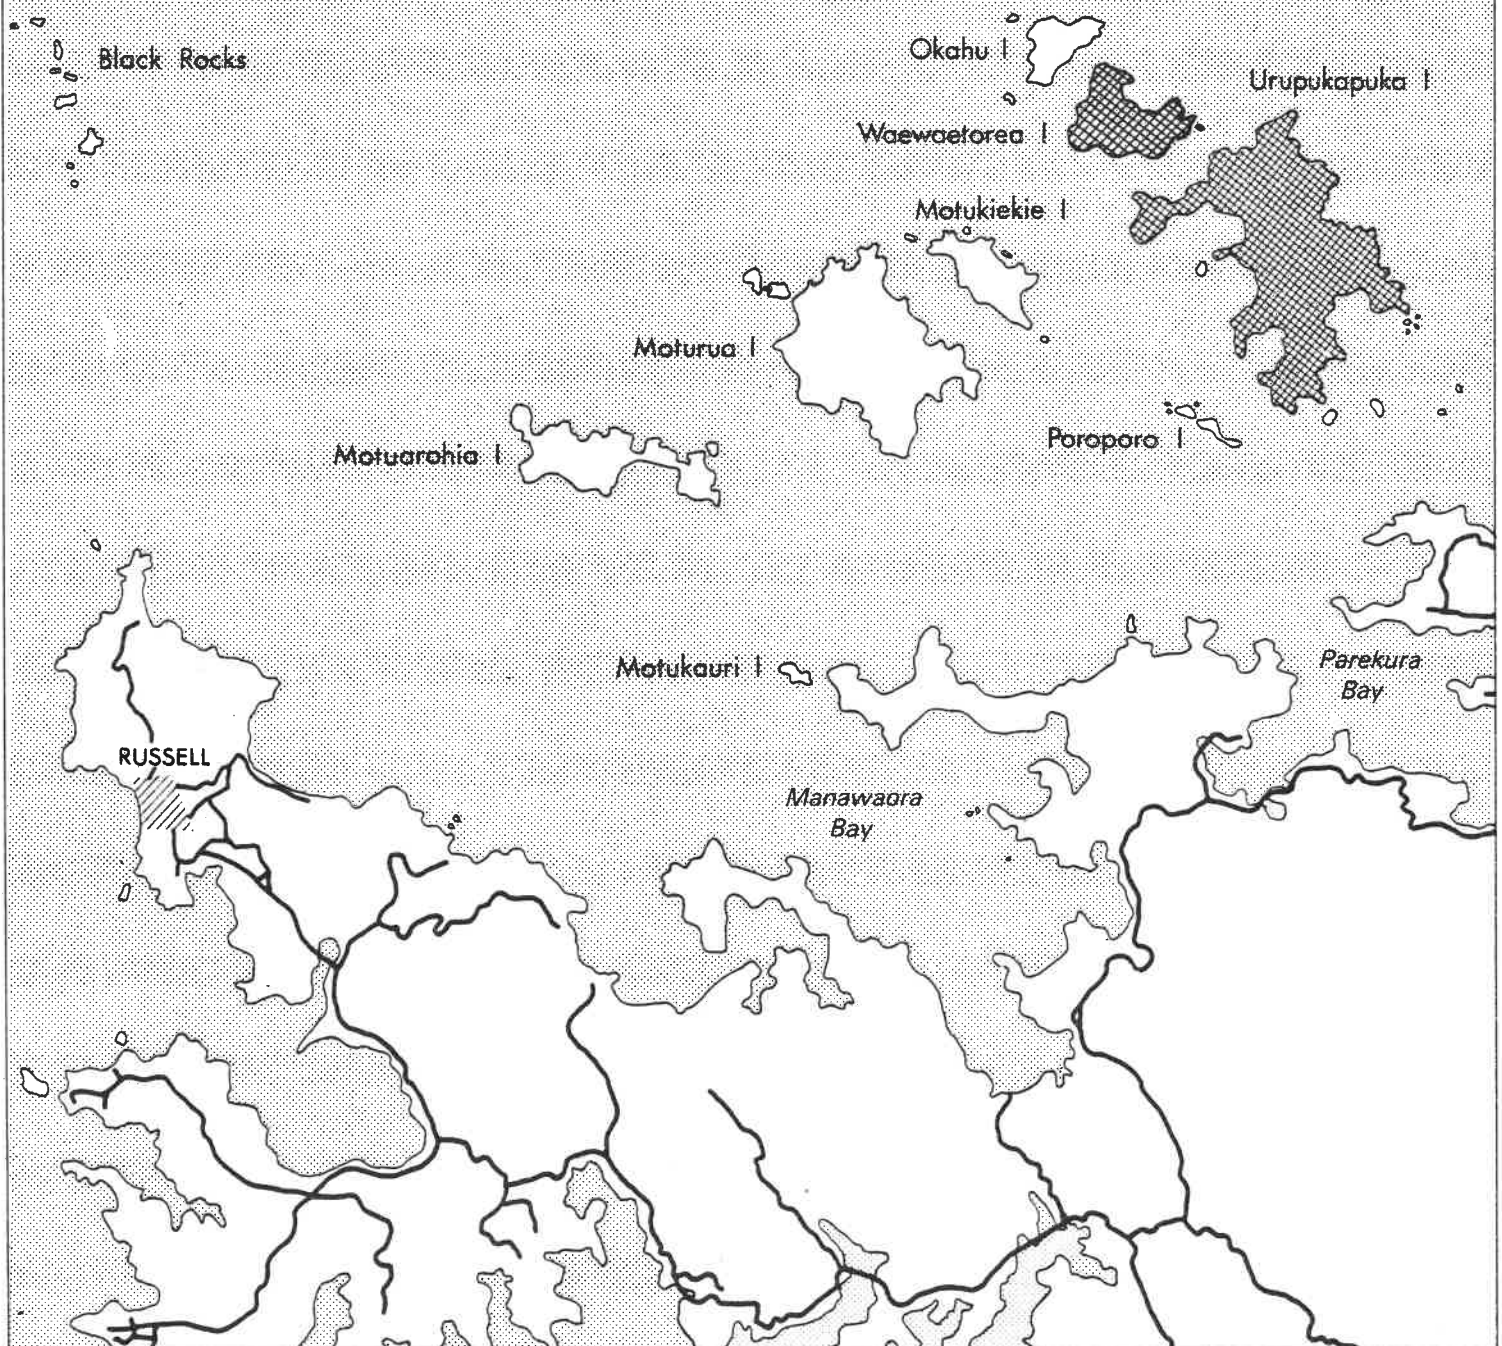 Black Rocks
Okahu I
Urupukapuka I
Waewaetorea I
Motukiekie I
Moturua I
Poroporo I
Motuarohia I
Motukauri I
Parekura
Bay
RUSSELL
Manawaora
Bay